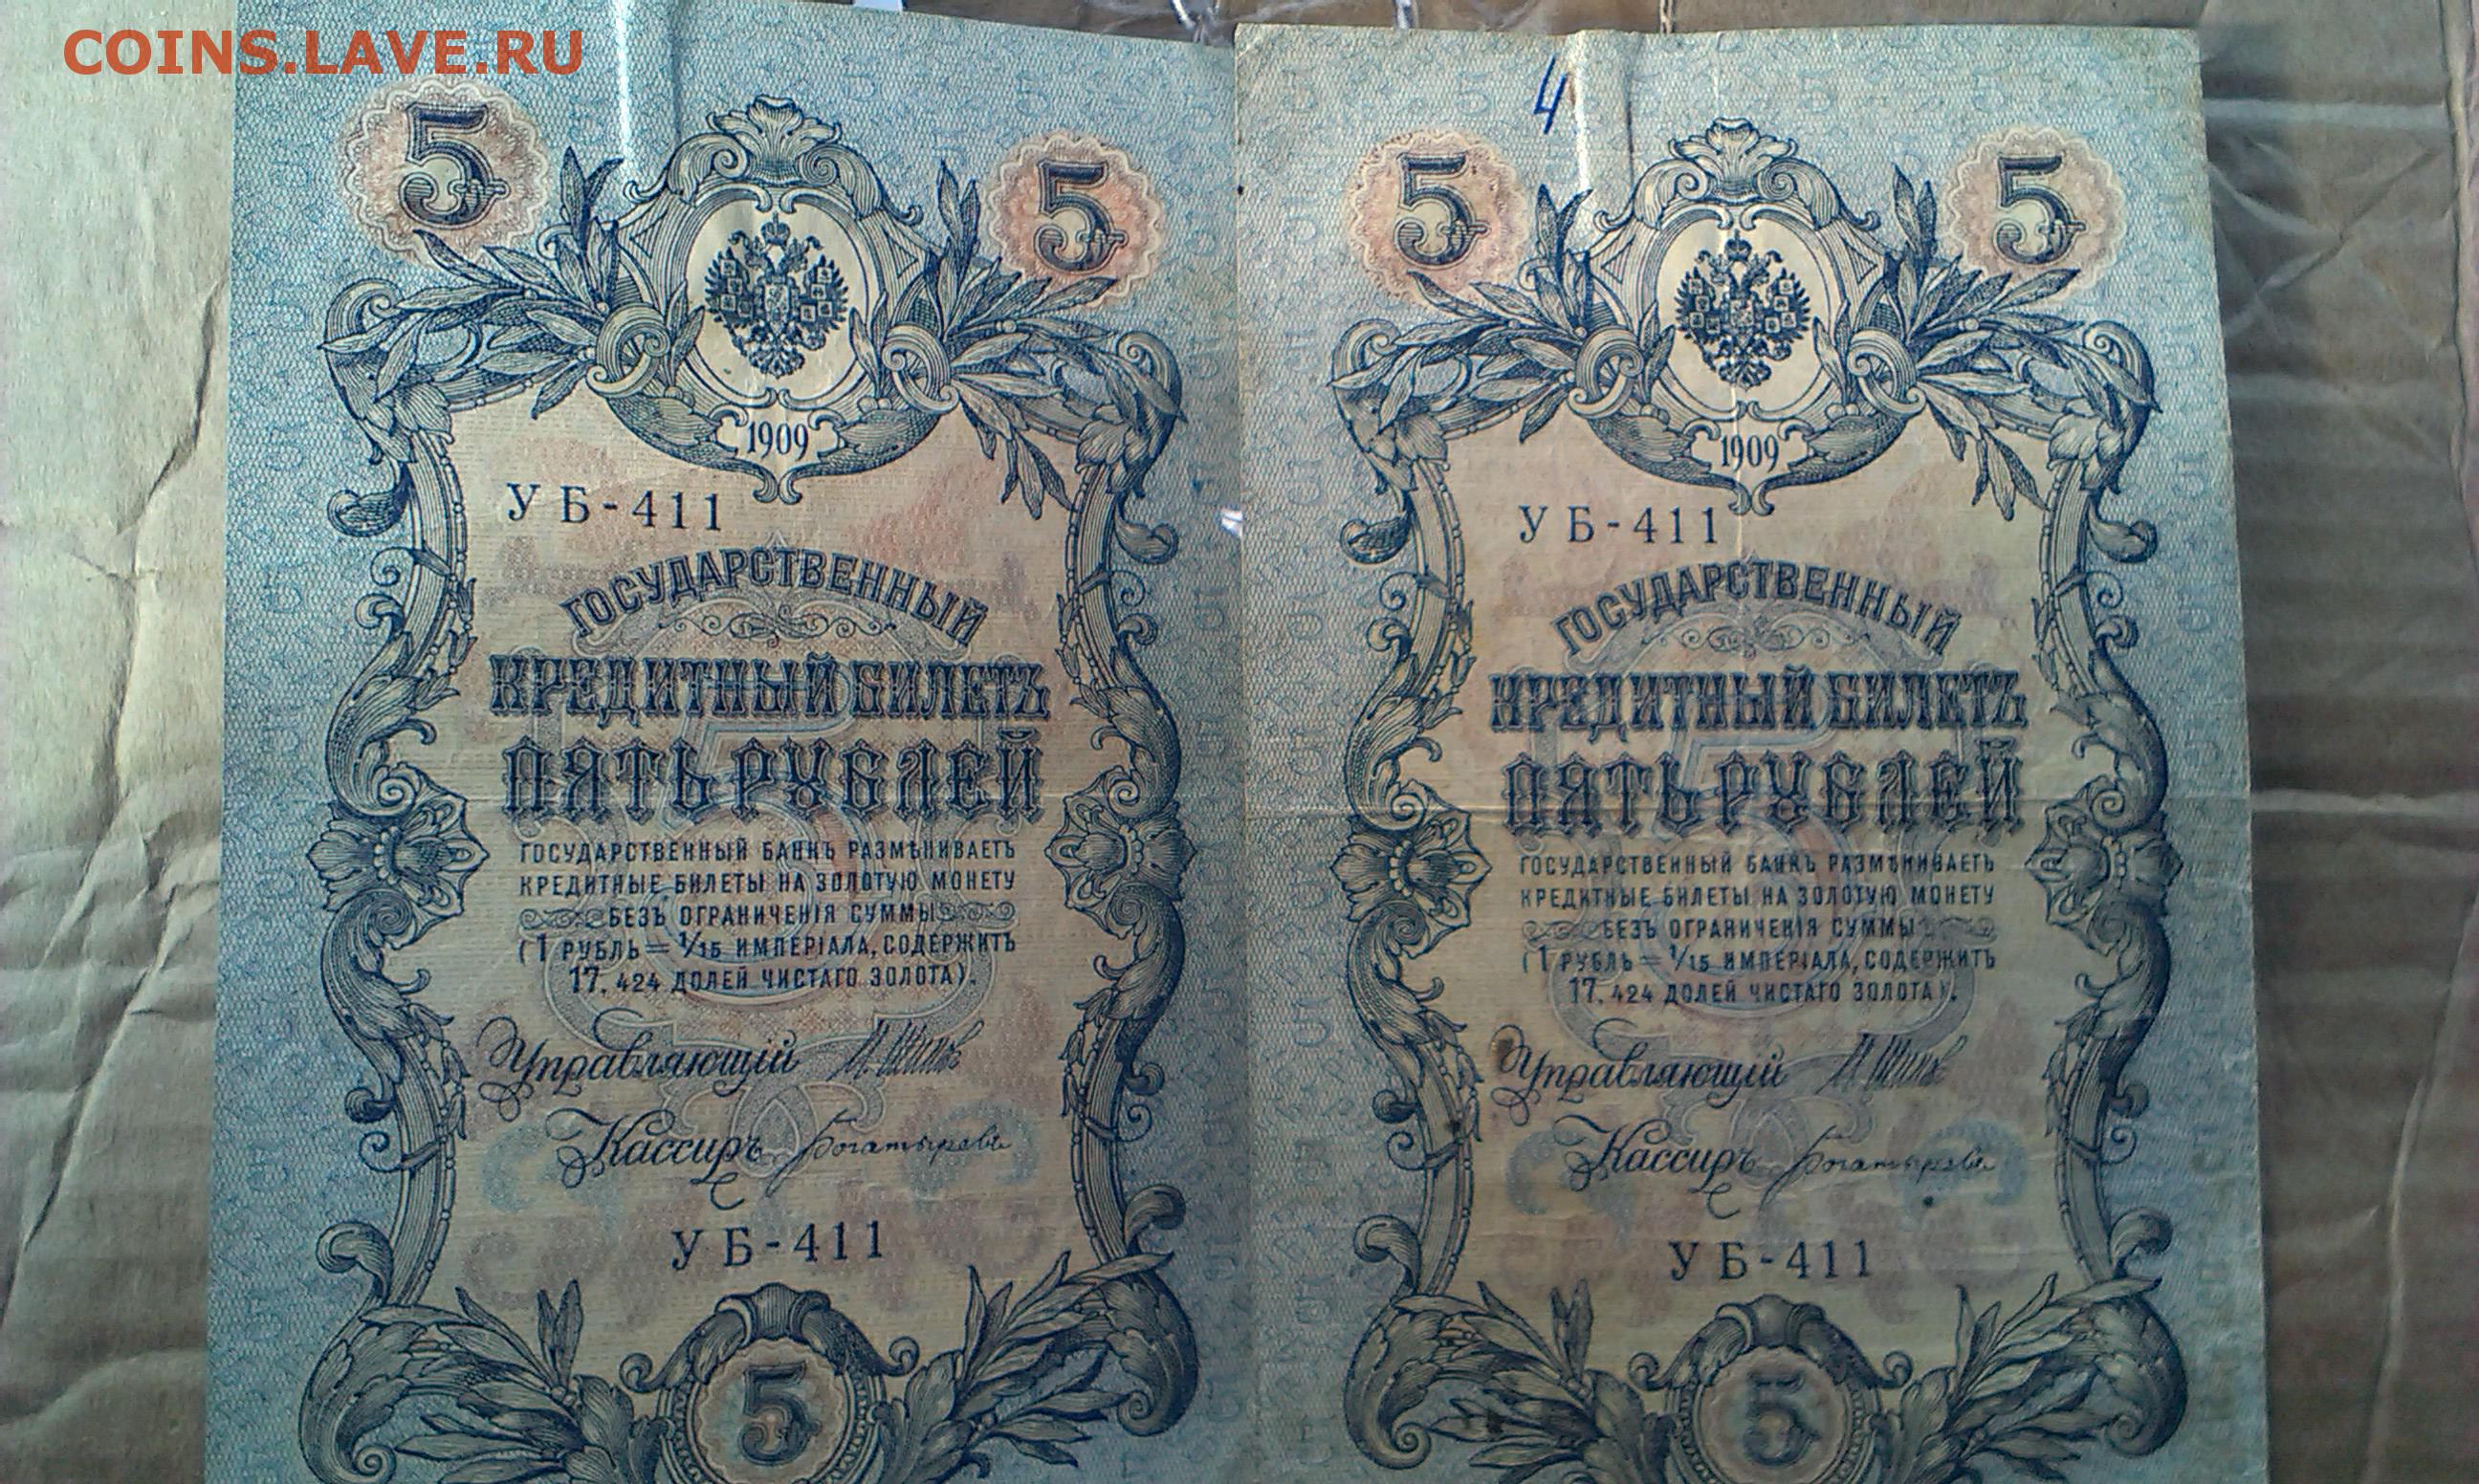 COINS.LAVE.RU
5
5
1909
УБ-411
ГОСУДАРСТВЕННЫЙ
КРЕДИТНЫЙ БИЛЕТЪ
ПЯТЬ РУБЛЕЙ
ГОСУДАРСТВЕННЫЙ БАНКЪ РАЗМѢНИВАЕТЪ
КРЕДИТНЫЕ БИЛЕТЫ НА ЗОЛОТУЮ МОНЕТУ
БЕЗЪ ОГРАНИЧЕНІЯ СУММЫ
(1 РУБЛЬ = 1/15 ИМПЕРІАЛА, СОДЕРЖИТЪ
17,424 ДОЛЕЙ ЧИСТАГО ЗОЛОТА).
Управляющій И. Шипов
Кассиръ Богатыревъ
УБ-411
5
4
5
5
1909
УБ-411
ГОСУДАРСТВЕННЫЙ
КРЕДИТНЫЙ БИЛЕТЪ
ПЯТЬ РУБЛЕЙ
ГОСУДАРСТВЕННЫЙ БАНКЪ РАЗМѢНИВАЕТЪ
КРЕДИТНЫЕ БИЛЕТЫ НА ЗОЛОТУЮ МОНЕТУ
БЕЗЪ ОГРАНИЧЕНІЯ СУММЫ
(1 РУБЛЬ = 1/15 ИМПЕРІАЛА, СОДЕРЖИТЪ
17,424 ДОЛЕЙ ЧИСТАГО ЗОЛОТА).
Управляющій И. Шипов
Кассиръ Богатыревъ
УБ-411
5